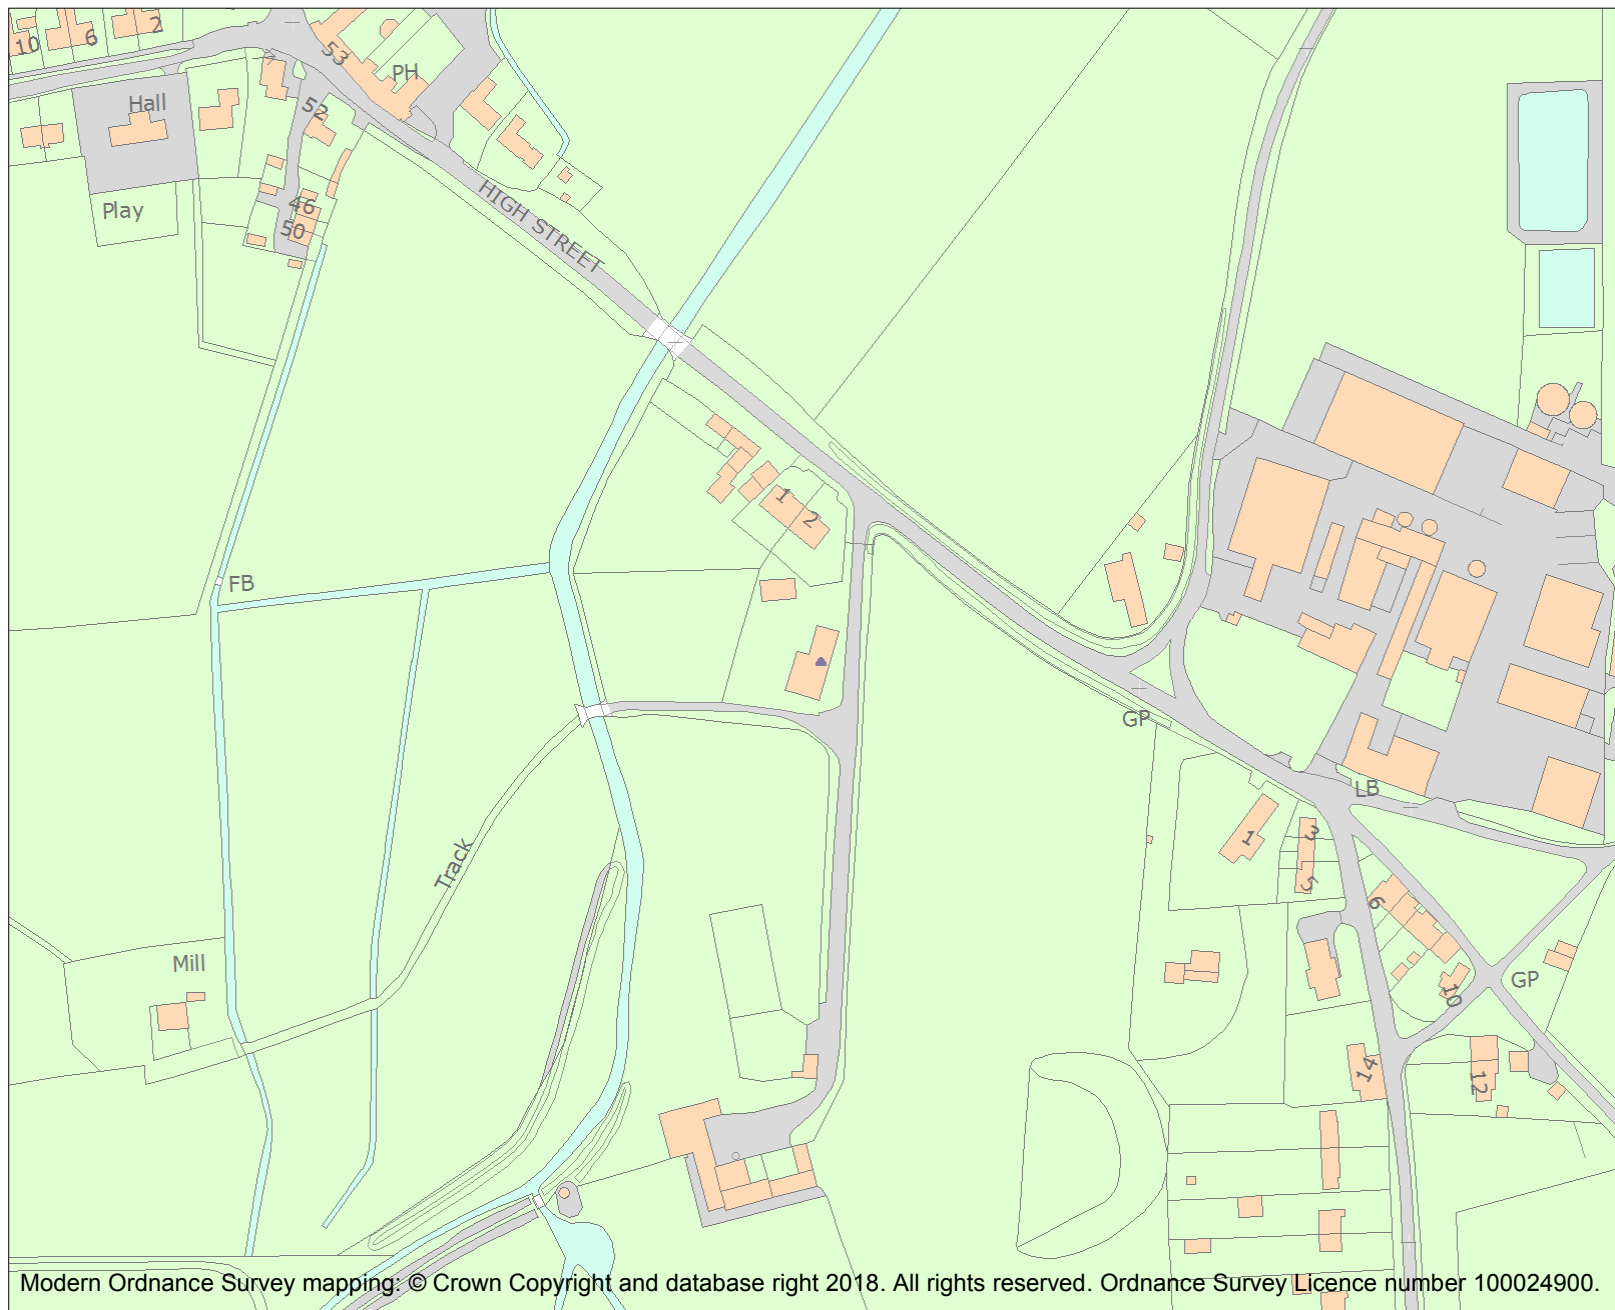 10
6
2
53
PH
7
Hall
52
Play
46
50
HIGH STREET
1
2
FB
GP
LB
1
3
5
Track
6
Mill
10
GP
14
12
Modern Ordnance Survey mapping: © Crown Copyright and database right 2018. All rights reserved. Ordnance Survey Licence number 100024900.